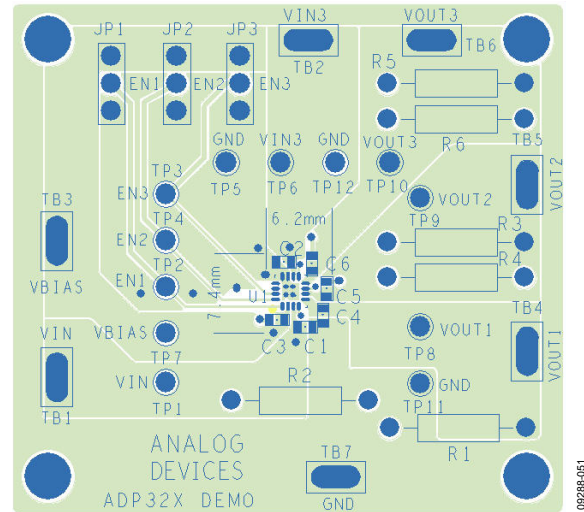 JP1 JP2 JP3 VIN3 VOUT3
TB2 TB6
EN1 EN2 EN3
R5
R6
TB5
VOUT2
GND VIN3 GND VOUT3
TP5 TP6 TP12 TP10
TP3
EN3
TP4
EN2
TP2
EN1
TB3
VBIAS
6.2mm
7.4mm
VOUT2
TP9
R3
R4
C2
C6
C5
C4
U1
C3 C1
TB4
VOUT1
VBIAS
TP7
VOUT1
TP8
VIN
TB1
VIN
TP1
R2
GND
TP11
R1
ANALOG
DEVICES
ADP32X DEMO
TB7
GND
09288-051